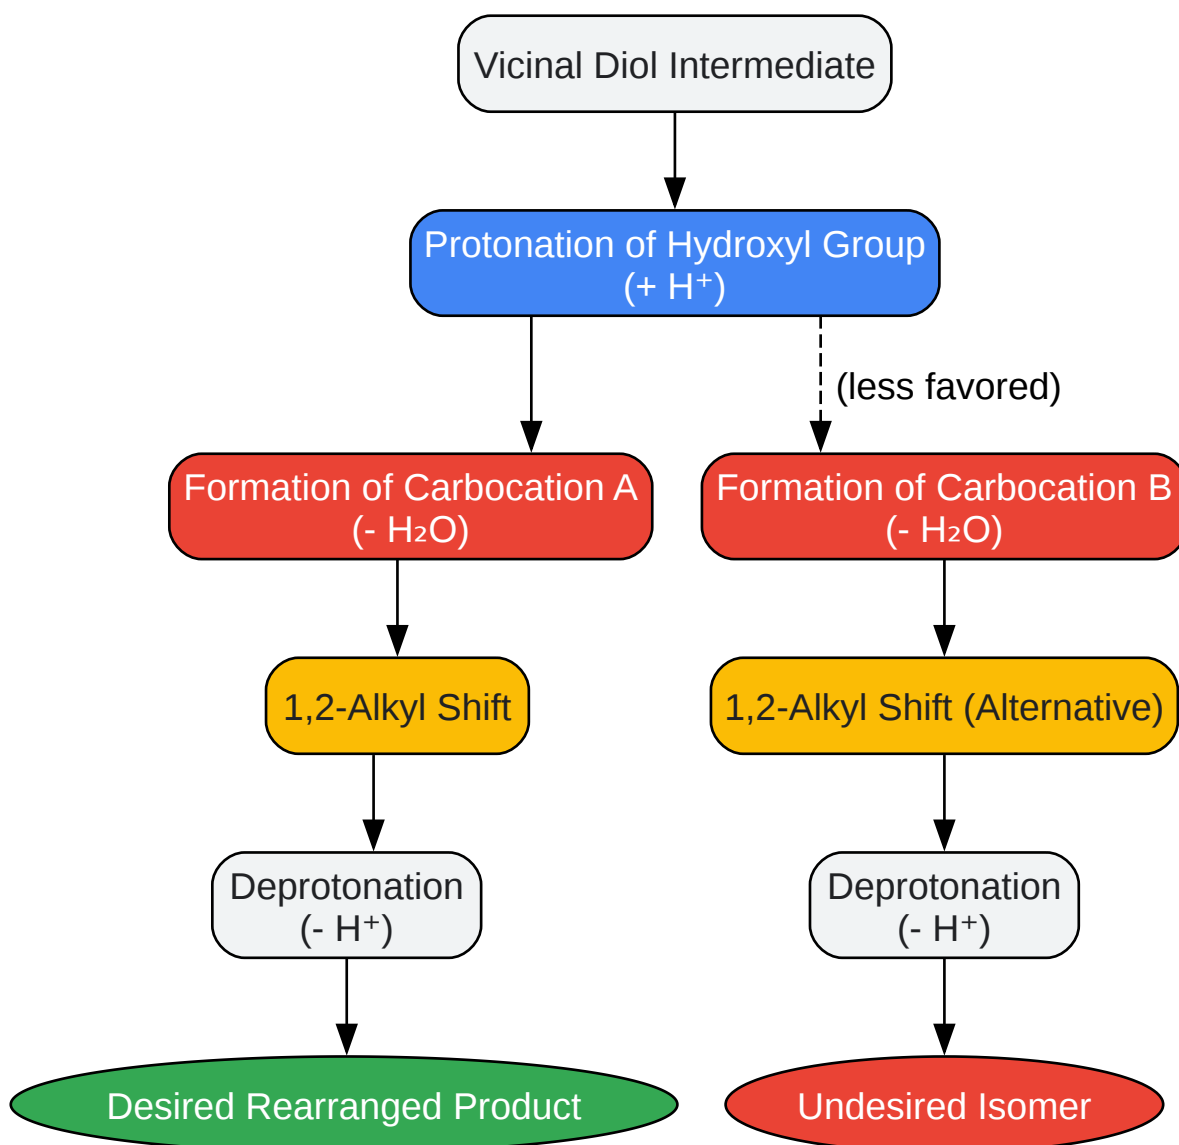 Vicinal Diol Intermediate
Protonation of Hydroxyl Group
(+ H⁺)
(less favored)
Formation of Carbocation A
(- H₂O)
Formation of Carbocation B
(- H₂O)
1,2-Alkyl Shift
1,2-Alkyl Shift (Alternative)
Deprotonation
(- H⁺)
Deprotonation
(- H⁺)
Desired Rearranged Product
Undesired Isomer